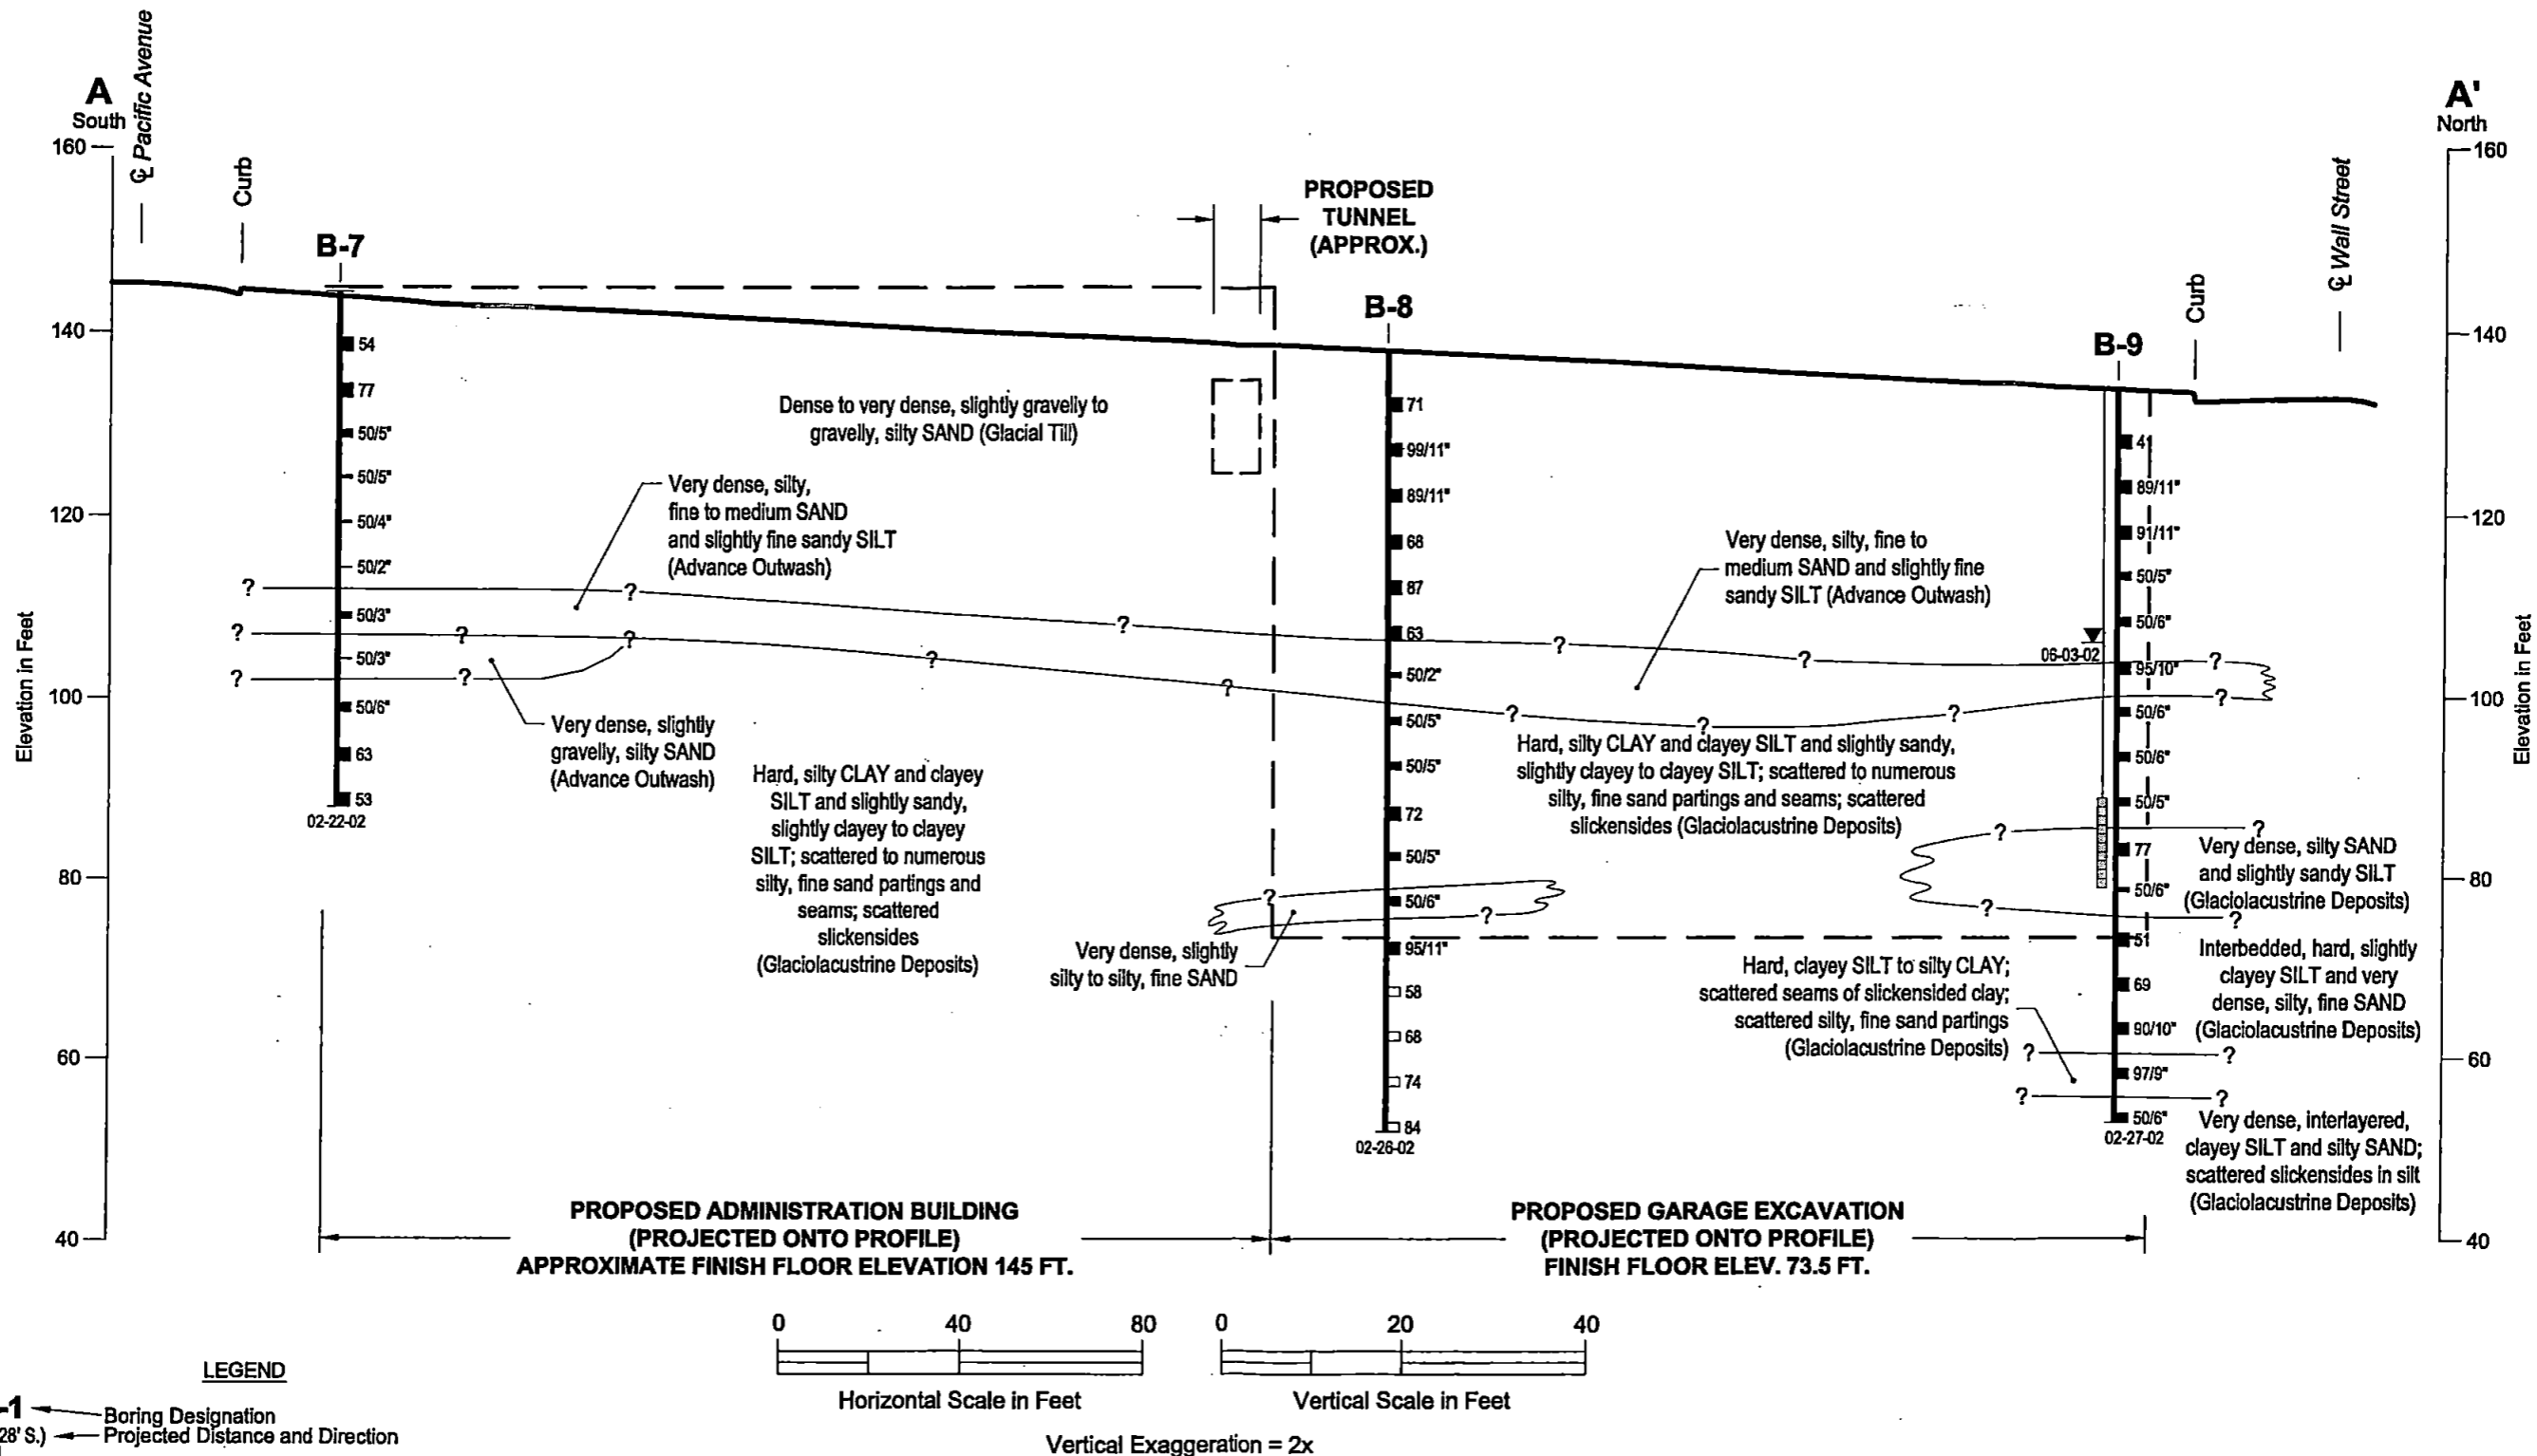 A
South
℄ Pacific Avenue
Curb
A'
North
℄ Wall Street
Curb
160
140
120
100
80
60
40
Elevation in Feet
160
140
120
100
80
60
40
Elevation in Feet
PROPOSED
TUNNEL
(APPROX.)
B-7
54
77
50/5"
50/5"
50/4"
50/2"
50/3"
50/3"
50/6"
63
53
02-22-02
B-8
71
99/11"
89/11"
68
87
63
50/2"
50/5"
50/5"
72
50/5"
50/6"
95/11"
58
68
74
84
02-26-02
B-9
41
89/11"
91/11"
50/5"
50/6"
06-03-02
95/10"
50/6"
50/6"
50/5"
77
50/6"
51
69
90/10"
97/9"
50/6"
02-27-02
Dense to very dense, slightly gravelly to
gravelly, silty SAND (Glacial Till)
Very dense, silty,
fine to medium SAND
and slightly fine sandy SILT
(Advance Outwash)
Very dense, silty, fine to
medium SAND and slightly fine
sandy SILT (Advance Outwash)
? ? ? ? ? ?
? ? ? ? ? ? ? ? ?
? ?
Very dense, slightly
gravelly, silty SAND
(Advance Outwash)
Hard, silty CLAY and clayey
SILT and slightly sandy,
slightly clayey to clayey
SILT; scattered to numerous
silty, fine sand partings and
seams; scattered
slickensides
(Glaciolacustrine Deposits)
Hard, silty CLAY and clayey SILT and slightly sandy,
slightly clayey to clayey SILT; scattered to numerous
silty, fine sand partings and seams; scattered
slickensides (Glaciolacustrine Deposits)
? ?
? ?
? ?
Very dense, silty SAND
and slightly sandy SILT
(Glaciolacustrine Deposits)
Very dense, slightly
silty to silty, fine SAND
Hard, clayey SILT to silty CLAY;
scattered seams of slickensided clay;
scattered silty, fine sand partings
(Glaciolacustrine Deposits)
Interbedded, hard, slightly
clayey SILT and very
dense, silty, fine SAND
(Glaciolacustrine Deposits)
? ?
? ?
Very dense, interlayered,
clayey SILT and silty SAND;
scattered slickensides in silt
(Glaciolacustrine Deposits)
PROPOSED ADMINISTRATION BUILDING
(PROJECTED ONTO PROFILE)
APPROXIMATE FINISH FLOOR ELEVATION 145 FT.
PROPOSED GARAGE EXCAVATION
(PROJECTED ONTO PROFILE)
FINISH FLOOR ELEV. 73.5 FT.
0 40 80
Horizontal Scale in Feet
0 20 40
Vertical Scale in Feet
Vertical Exaggeration = 2x
LEGEND
-1 Boring Designation
28' S.) Projected Distance and Direction